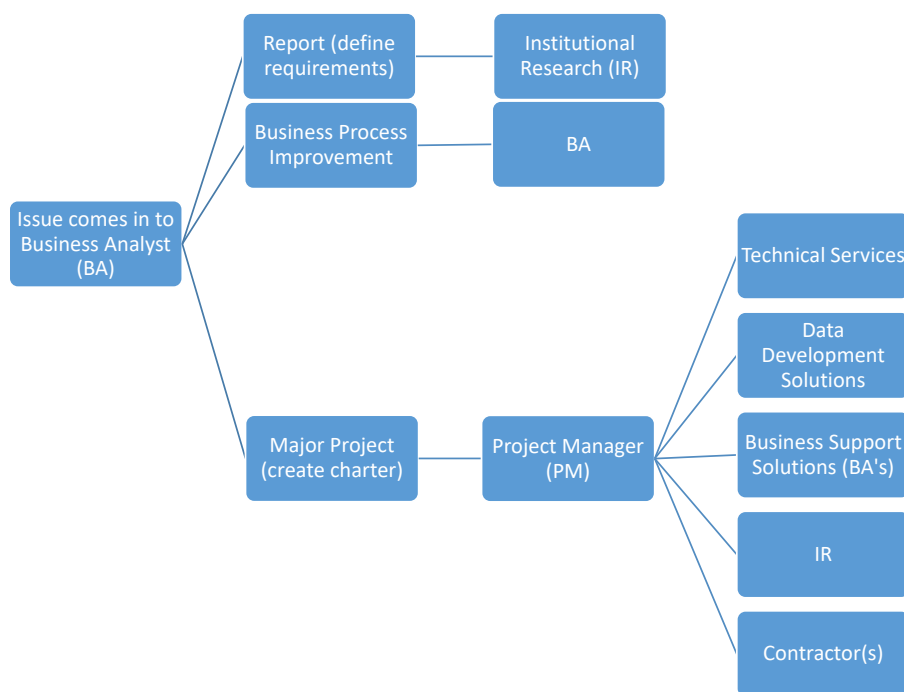 Report (define
requirements)
Institutional
Research (IR)
Business Process
Improvement
BA
Issue comes in to
Business Analyst
(BA)
Technical Services
Data
Development
Solutions
Major Project
(create charter)
Project Manager
(PM)
Business Support
Solutions (BA's)
IR
Contractor(s)